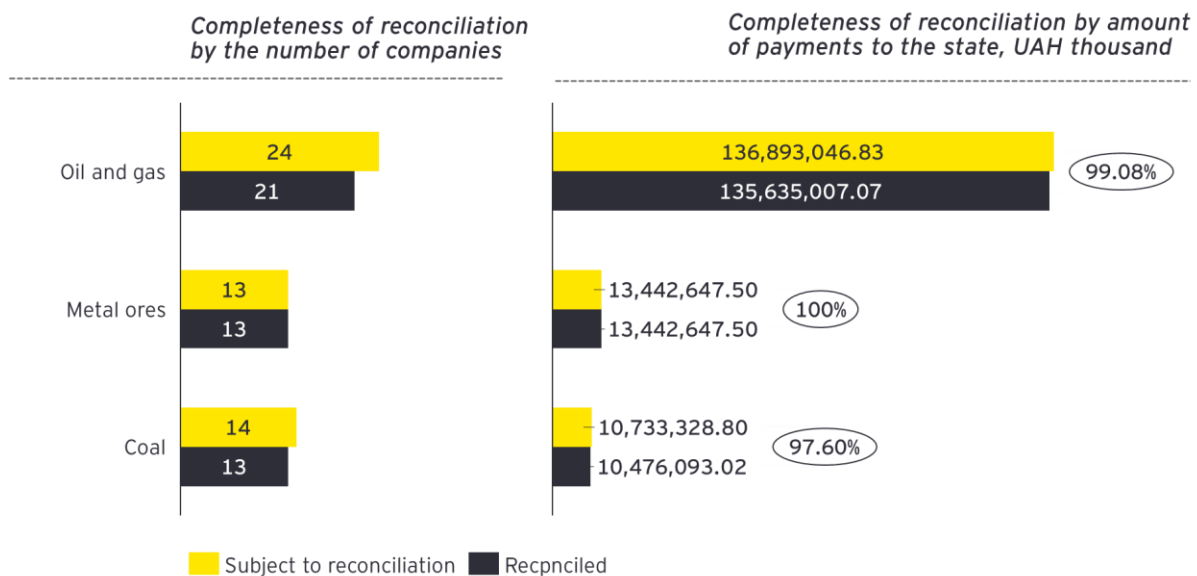 Completeness of reconciliation
by the number of companies
Completeness of reconciliation by amount
of payments to the state, UAH thousand
Oil and gas
24
21
136,893,046.83
135,635,007.07
99.08%
Metal ores
13
13
13,442,647.50
13,442,647.50
100%
Coal
14
13
10,733,328.80
10,476,093.02
97.60%
Subject to reconciliation
Recpnciled